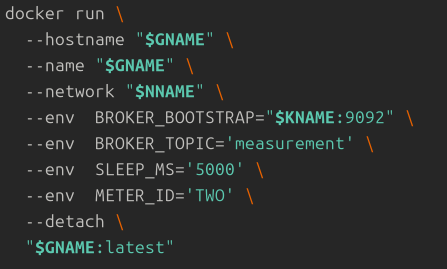 docker run \
--hostname "$GNAME" \
--name "$GNAME" \
--network "$NNAME" \
--env  BROKER_BOOTSTRAP="$KNAME:9092" \
--env  BROKER_TOPIC='measurement' \
--env  SLEEP_MS='5000' \
--env  METER_ID='TWO' \
--detach \
"$GNAME:latest"